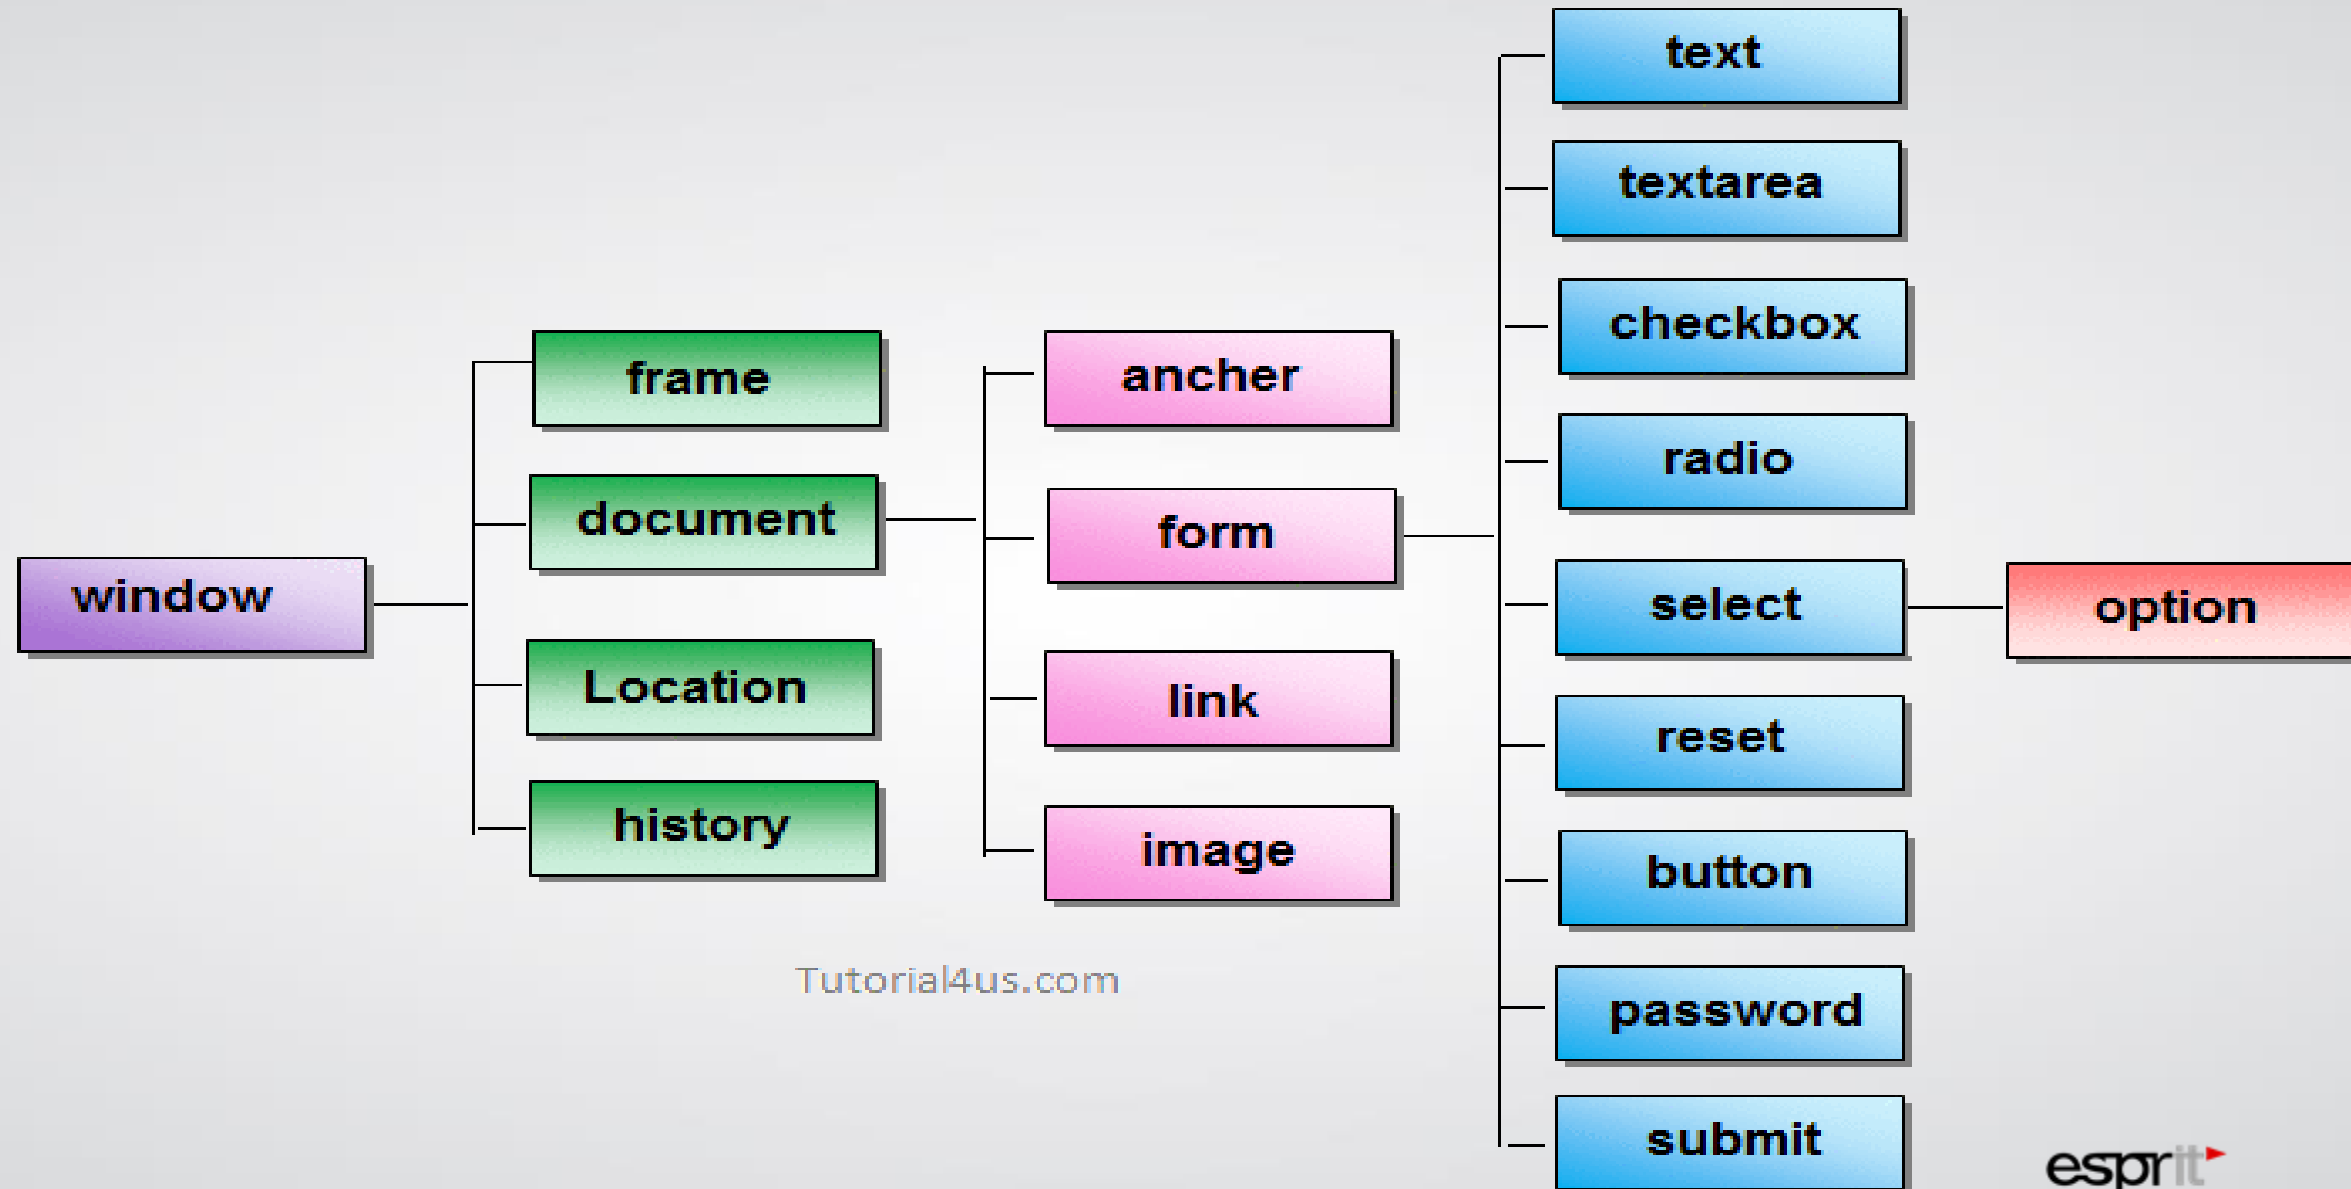 window
frame
document
Location
history
ancher
form
link
image
text
textarea
checkbox
radio
select
reset
button
password
submit
option
Tutorial4us.com
esprit